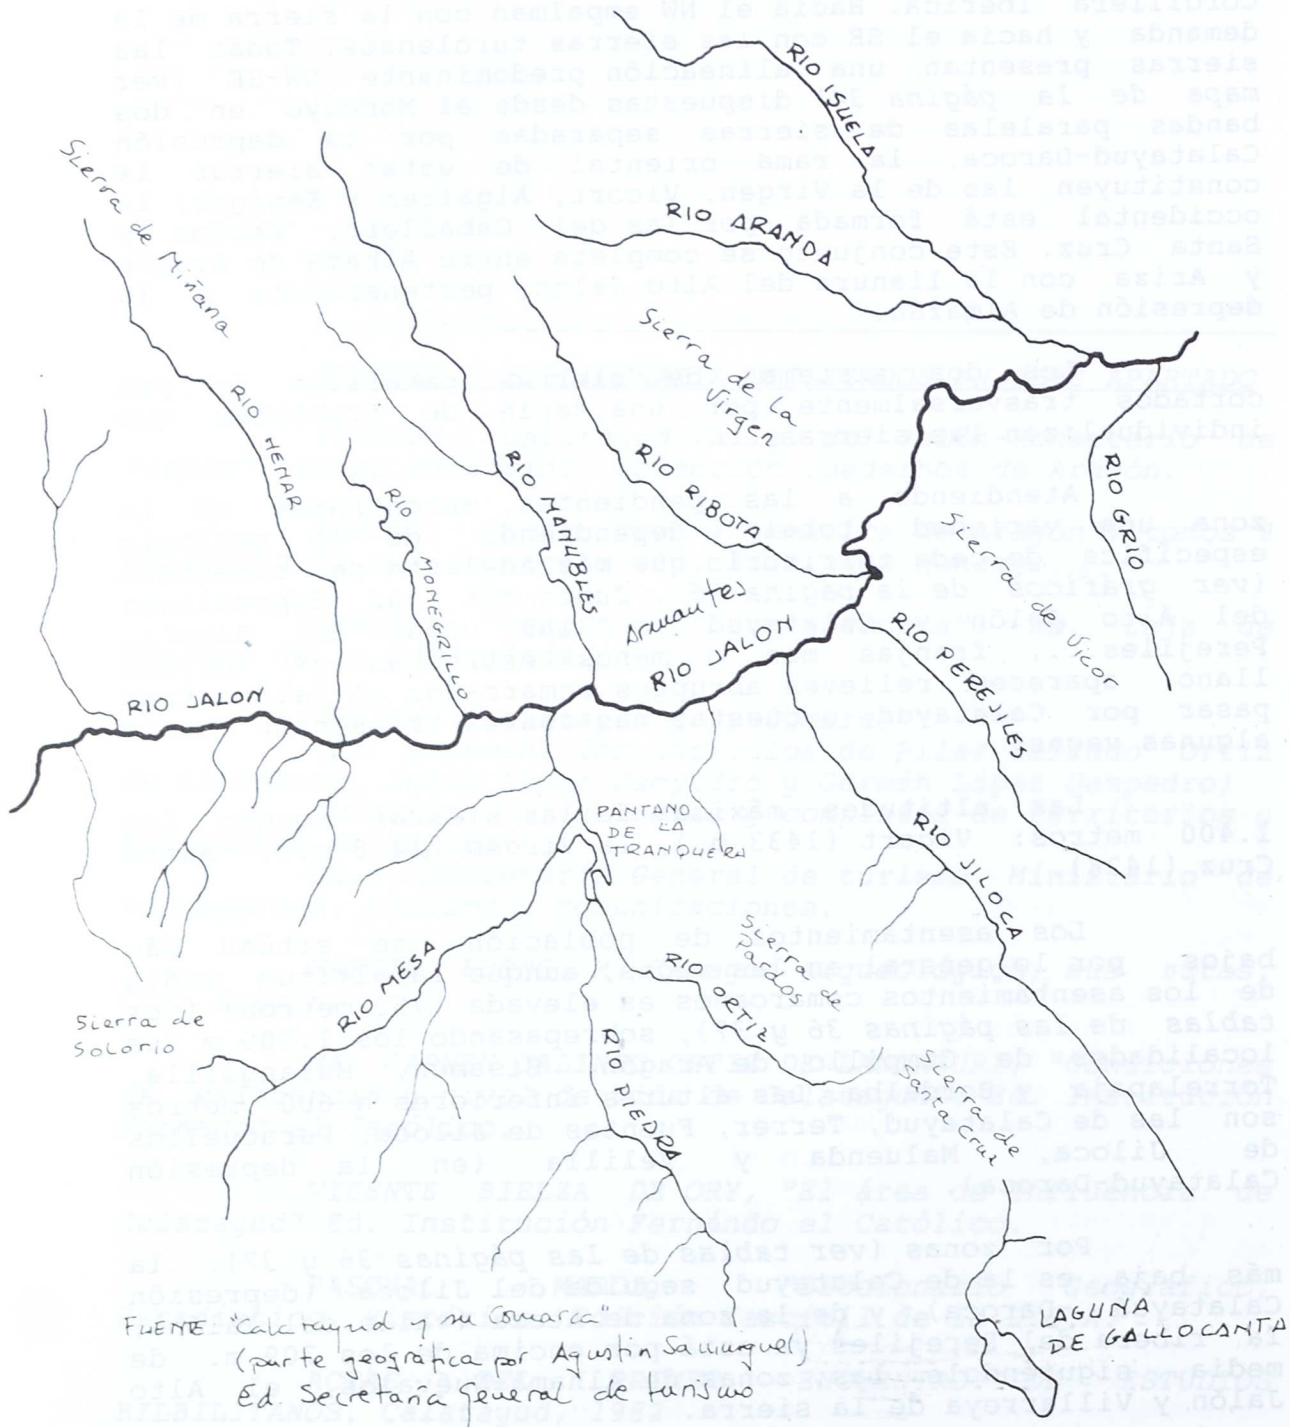 RIO ISUELA
Sierra de Miñana
RIO ARANDA
Sierra de la
Virgen
RIO HENAR
RIO MONEGRILLO
RIO MANUBLES
RIO RIBOTA
RIO GRIO
Sierra de Vicor
Armantes
RIO JALON
RIO JALON
RIO PEREJILES
PANTANO
DE LA
TRANQUERA
RIO JILOCA
RIO MESA
Sierra de
Pardos
RIO ORTIZ
Sierra de
Solorio
RIO PIEDRA
Sierra de
Santa Cruz
LAGUNA
DE GALLOCANTA
FUENTE "Calatayud y su Comarca"
(parte geográfica por Agustín Sanmiguel)
Ed. Secretaría general de turismo